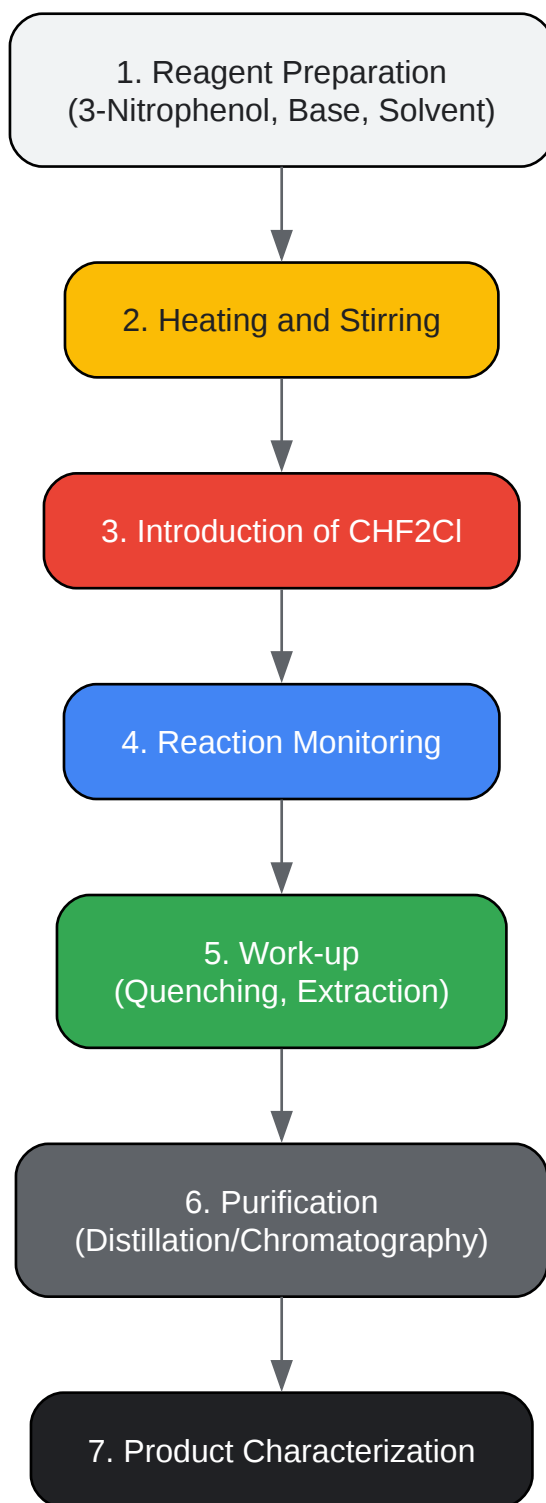 1. Reagent Preparation
(3-Nitrophenol, Base, Solvent)
2. Heating and Stirring
3. Introduction of CHF2Cl
4. Reaction Monitoring
5. Work-up
(Quenching, Extraction)
6. Purification
(Distillation/Chromatography)
7. Product Characterization